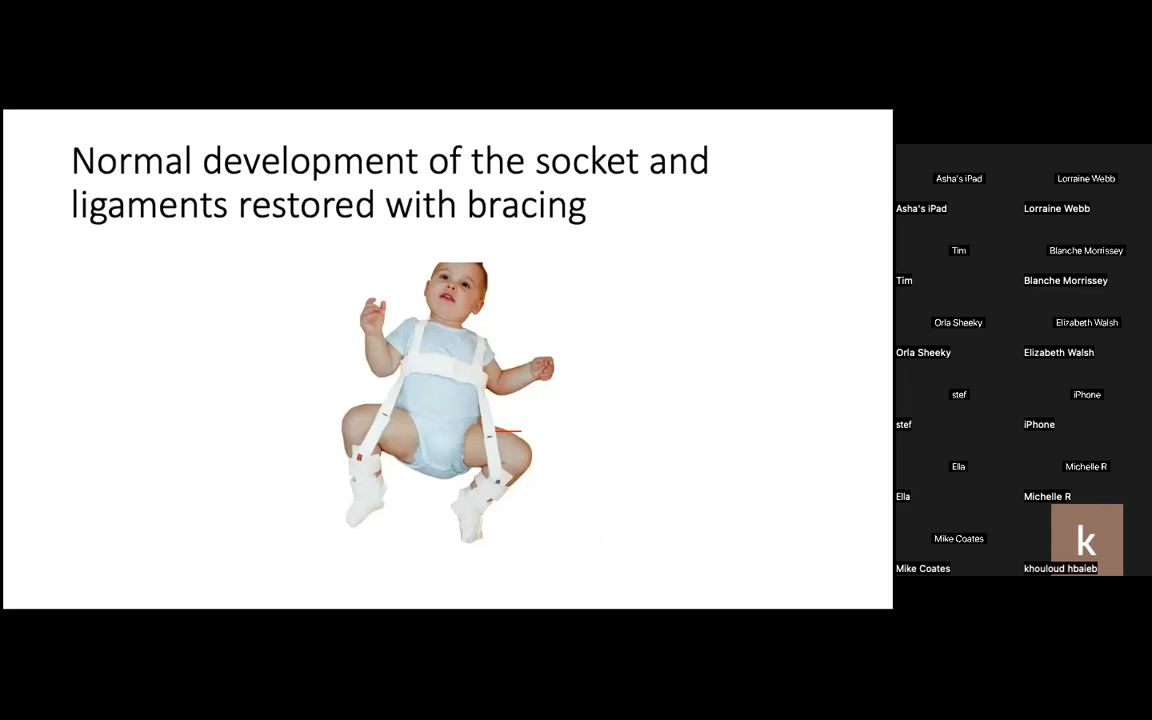 Normal development of the socket and
ligaments restored with bracing
Asha's iPad
Lorraine Webb
Asha's iPad
Lorraine Webb
Tim
Blanche Morrissey
Tim
Blanche Morrissey
Orla Sheeky
Elizabeth Walsh
Orla Sheeky
Elizabeth Walsh
stef
iPhone
stef
iPhone
Ella
Michelle R
Ella
Michelle R
Mike Coates
k
Mike Coates
khouloud hbaieb